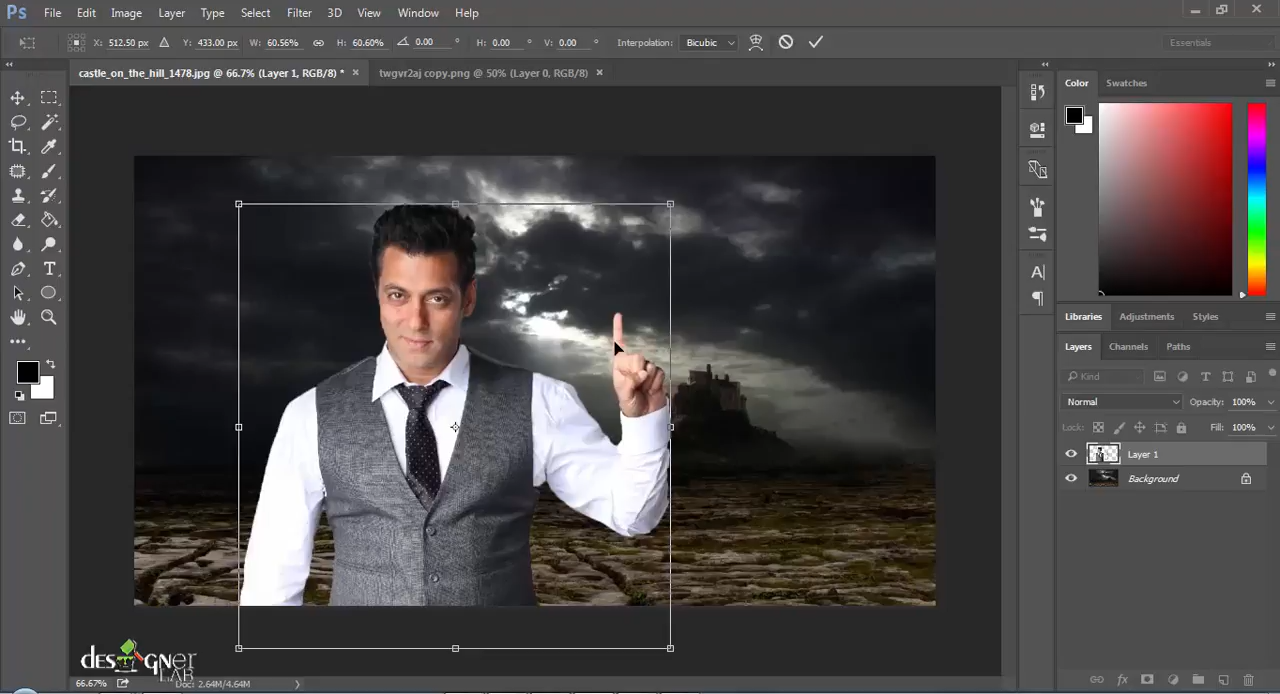 Ps File Edit Image Layer Type Select Filter 3D View Window Help
X: 512.50 px Y: 433.00 px W: 60.56% H: 60.60% 0.00 ° H: 0.00 ° V: 0.00 ° Interpolation: Bicubic Essentials
castle_on_the_hill_1478.jpg @ 66.7% (Layer 1, RGB/8) * × twgvr2aj copy.png @ 50% (Layer 0, RGB/8) ×
Color Swatches
Libraries Adjustments Styles
Layers Channels Paths
Kind
Normal Opacity: 100%
Lock: Fill: 100%
Layer 1
Background
designer
LAB
66.67% Doc: 2.64M/4.64M